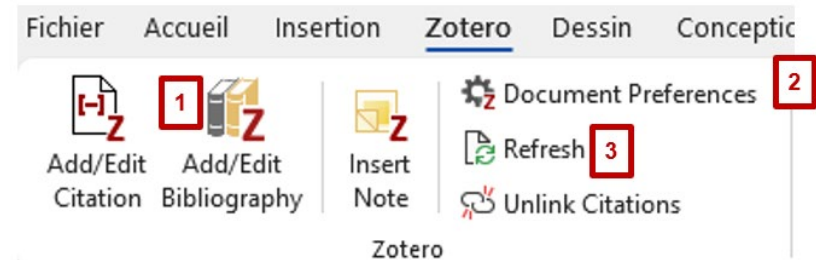 Fichier Accueil Insertion Zotero Dessin Conceptic
1
2
Document Preferences
[-] z
Add/Edit Citation
Add/Edit Bibliography
Insert Note
Refresh 3
Unlink Citations
Zotero